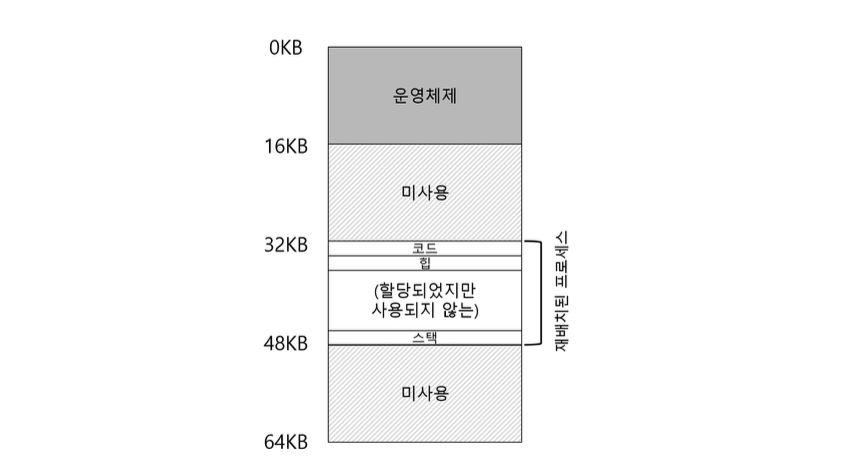 0KB
운영체제
16KB
미사용
32KB
코드
힙
(할당되었지만
사용되지 않는)
스택
48KB
재배치된 프로세스
미사용
64KB